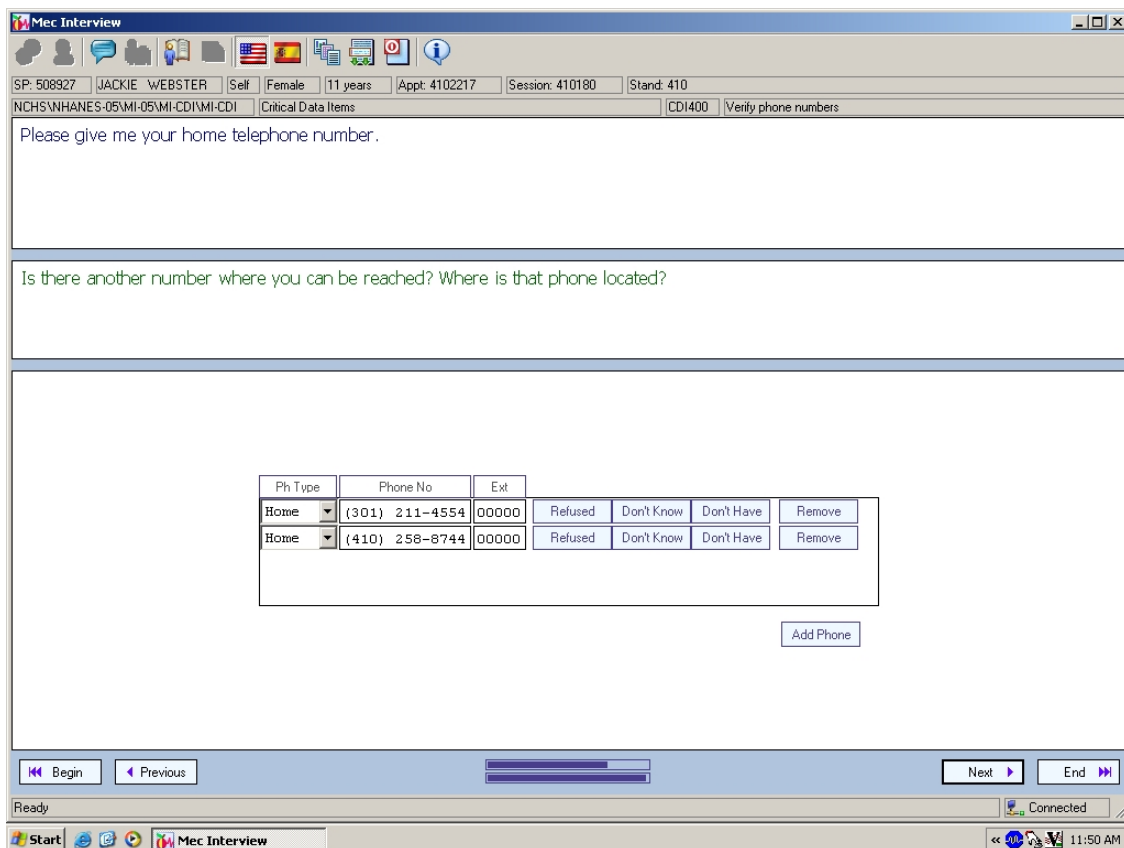 Mec Interview
SP: 508927 JACKIE WEBSTER Self Female 11 years Appt: 4102217 Session: 410180 Stand: 410
NCHS\NHANES-05\MI-05\MI-CDI\MI-CDI Critical Data Items CDI400 Verify phone numbers
Please give me your home telephone number.
Is there another number where you can be reached? Where is that phone located?
Ph Type Phone No Ext
Home (301) 211-4554 00000 Refused Don't Know Don't Have Remove
Home (410) 258-8744 00000 Refused Don't Know Don't Have Remove
Add Phone
Begin Previous Next End
Ready Connected
Start Mec Interview 11:50 AM